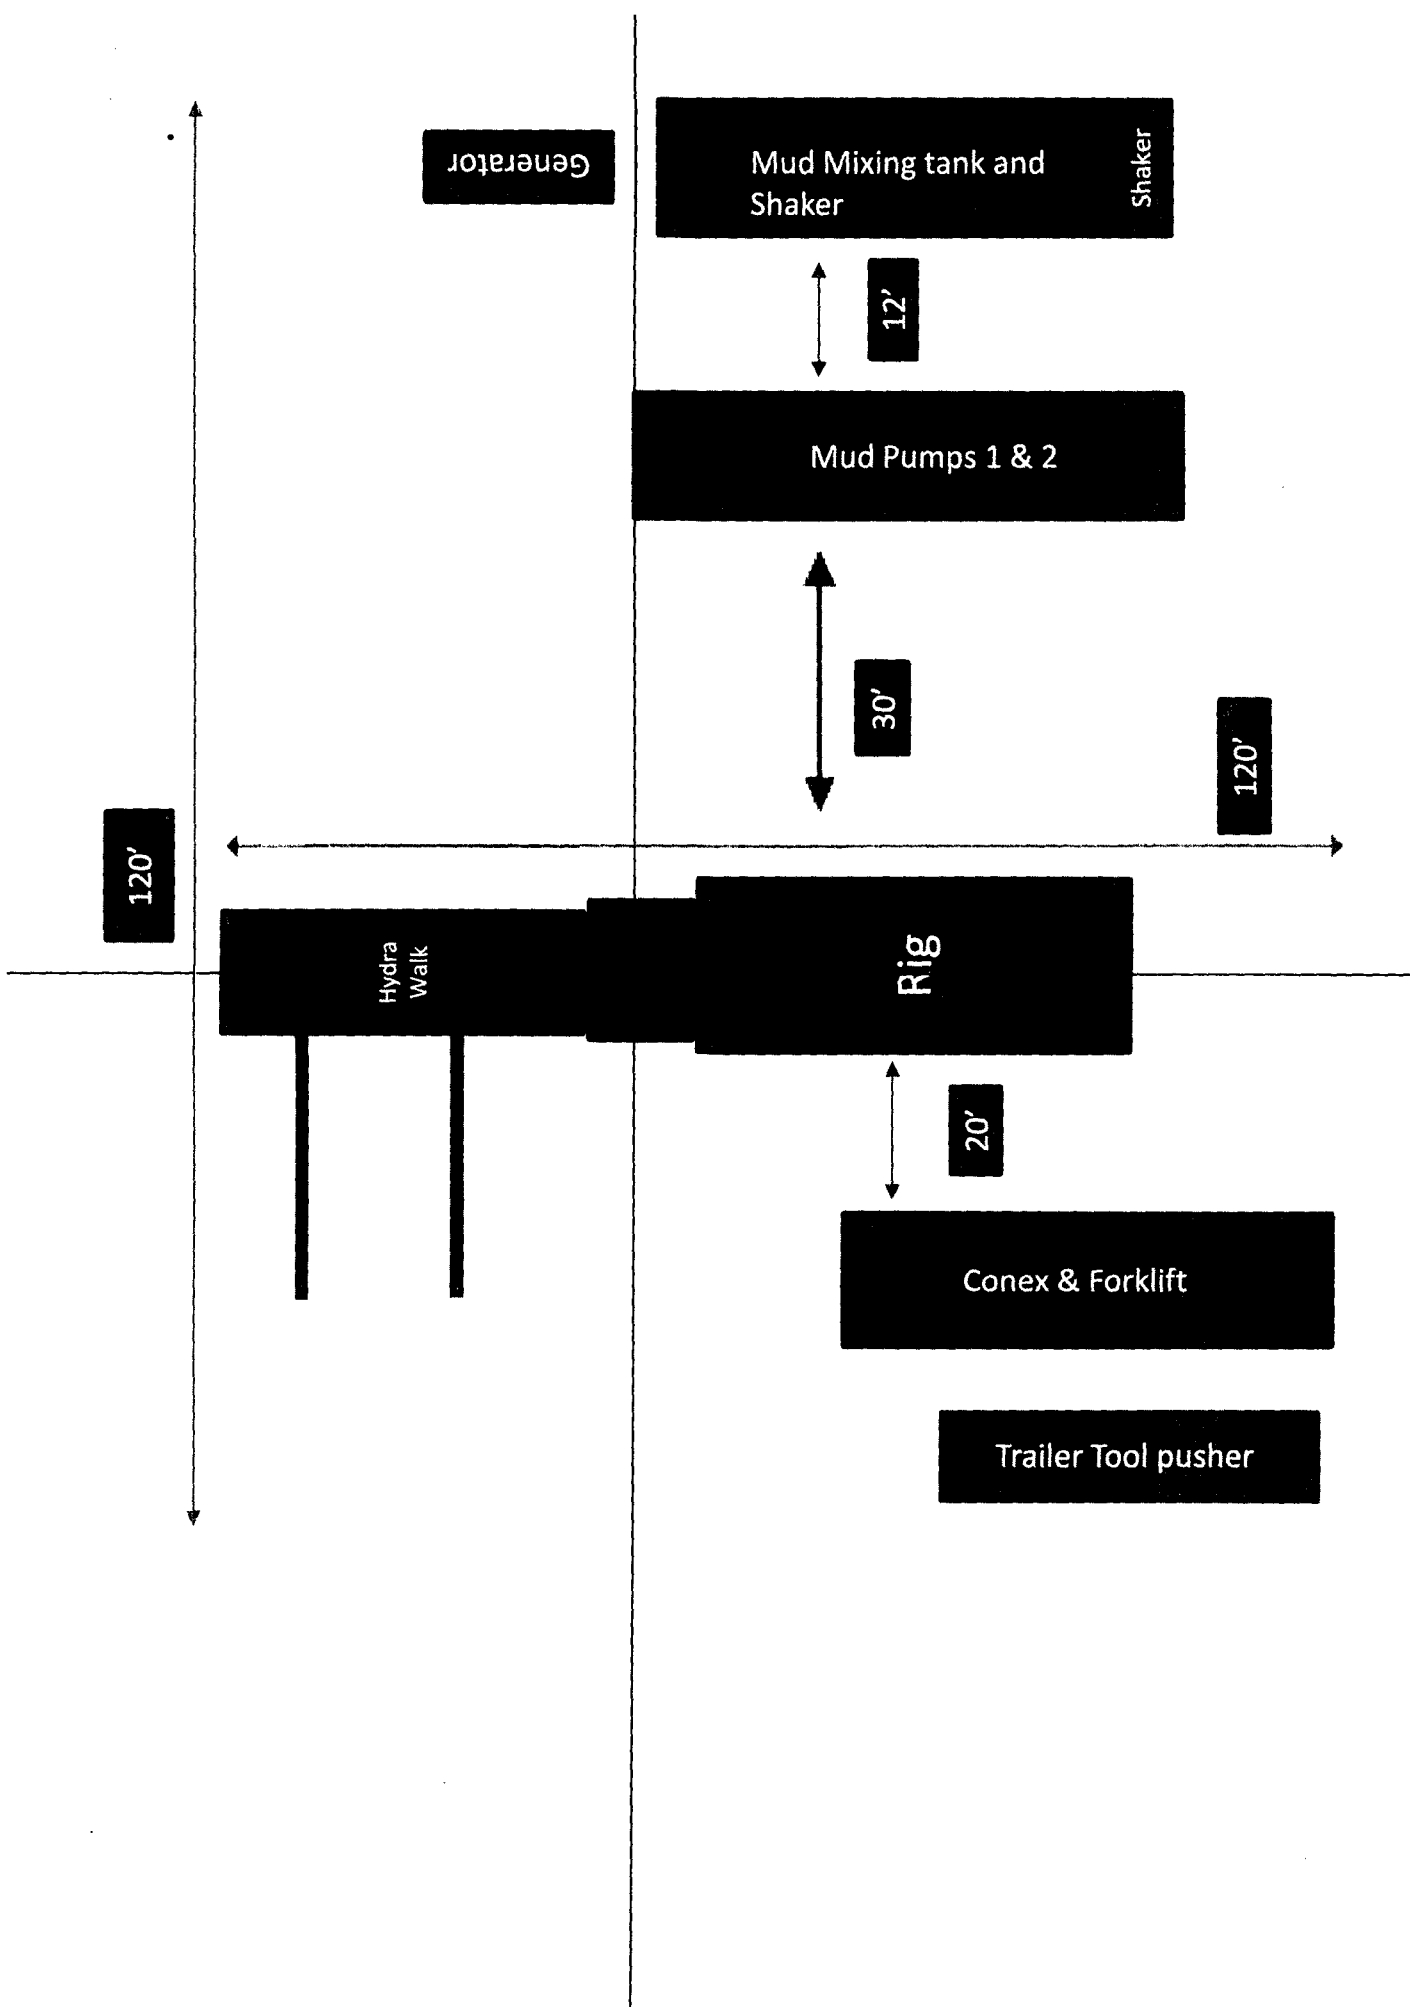 Generator
Mud Mixing tank and
Shaker
Shaker
12'
Mud Pumps 1 & 2
30'
120'
120'
Hydra
Walk
Rig
20'
Conex & Forklift
Trailer Tool pusher